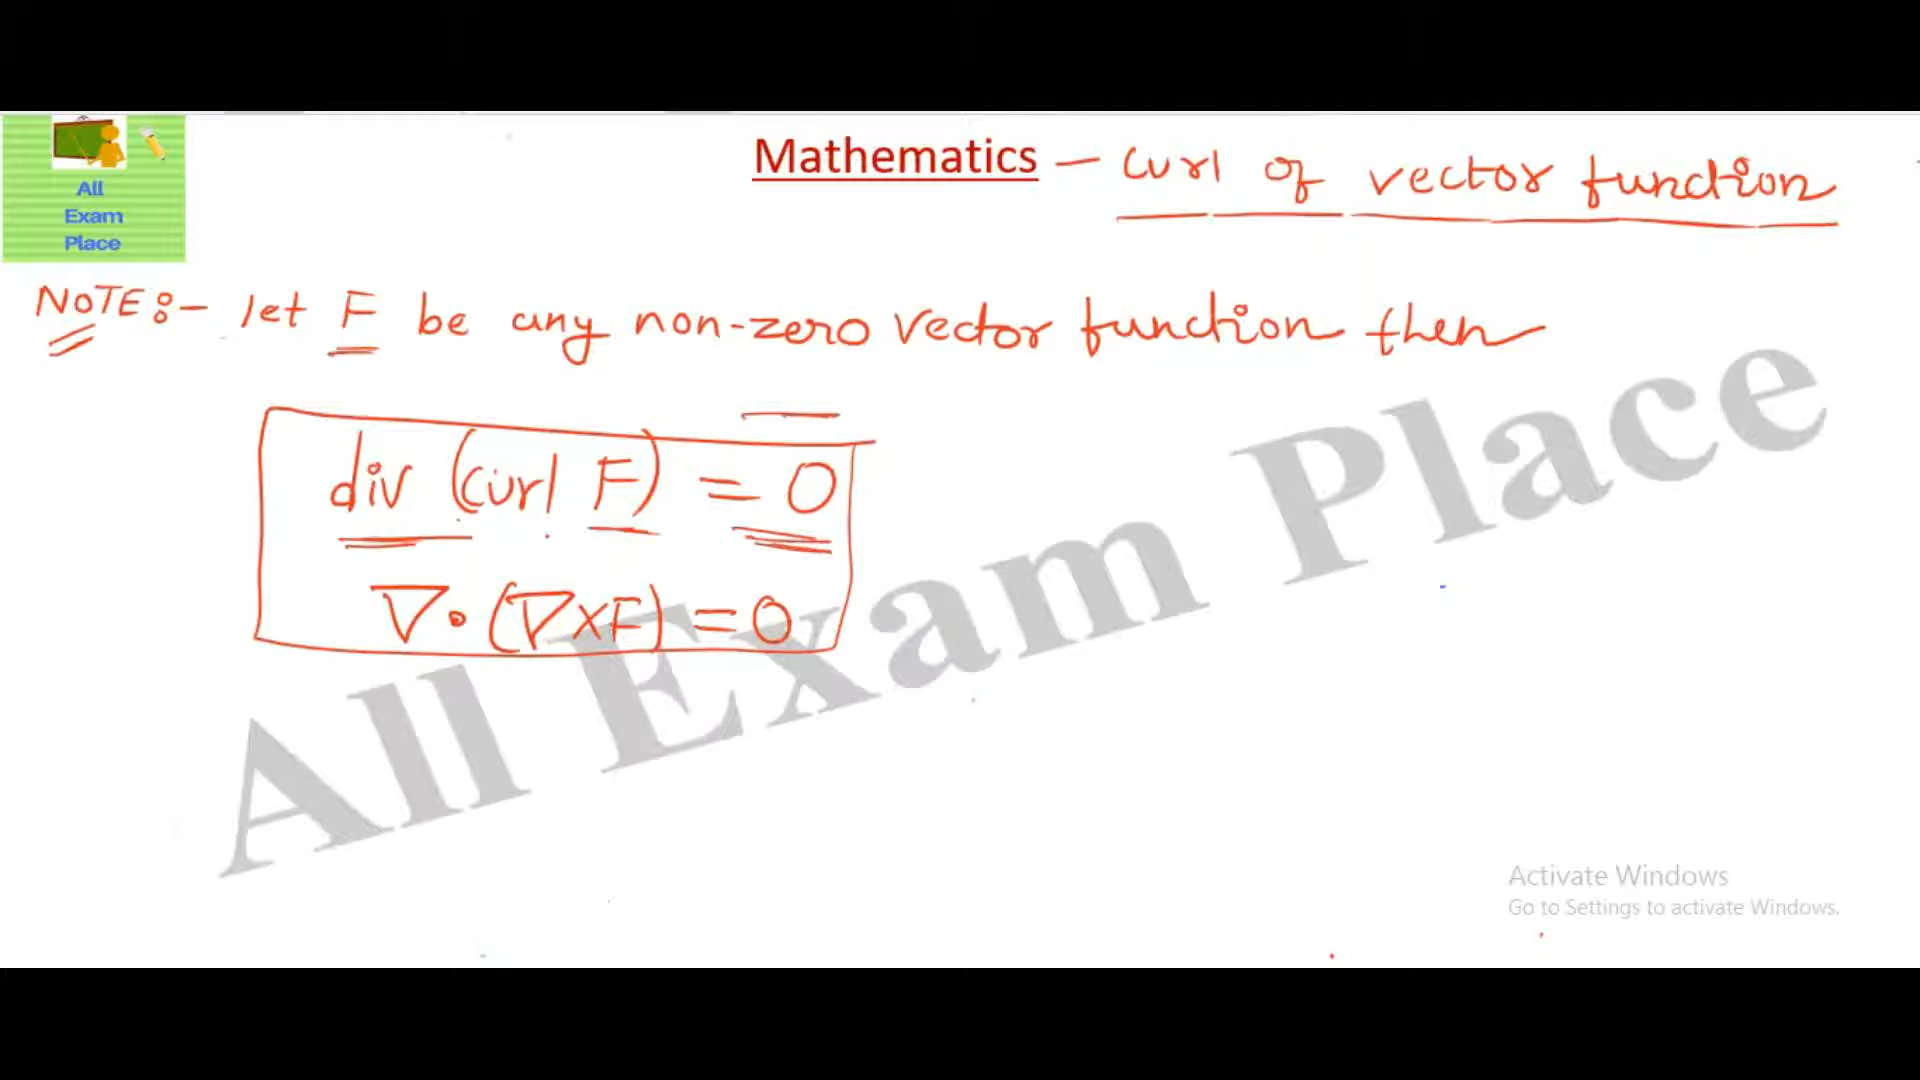 Mathematics - curl of vector function
All
Exam
Place
NOTE:- let F be any non-zero vector function then
div (curl F) = 0
∇·(∇×F) = 0
All Exam Place
Activate Windows
Go to Settings to activate Windows.